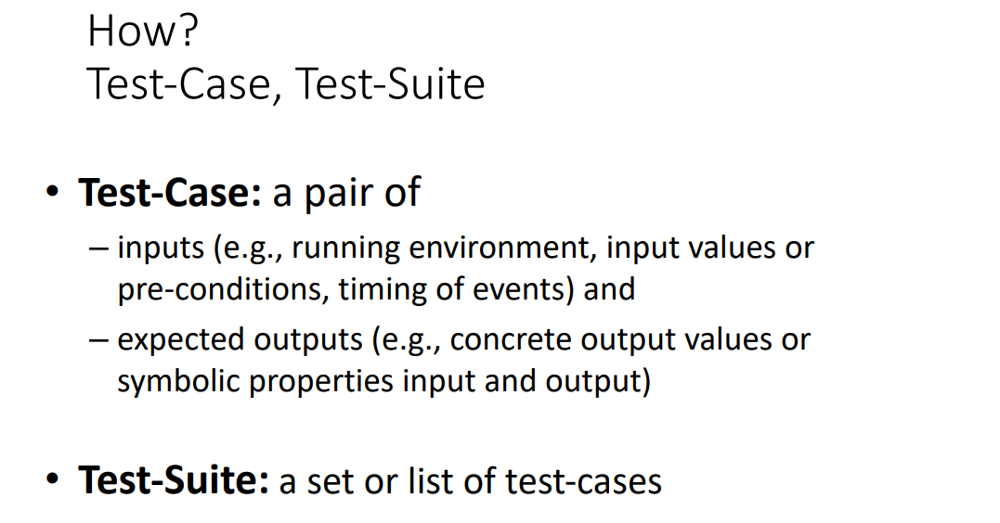 How?
Test-Case, Test-Suite
• Test-Case: a pair of
– inputs (e.g., running environment, input values or
pre-conditions, timing of events) and
– expected outputs (e.g., concrete output values or
symbolic properties input and output)
• Test-Suite: a set or list of test-cases